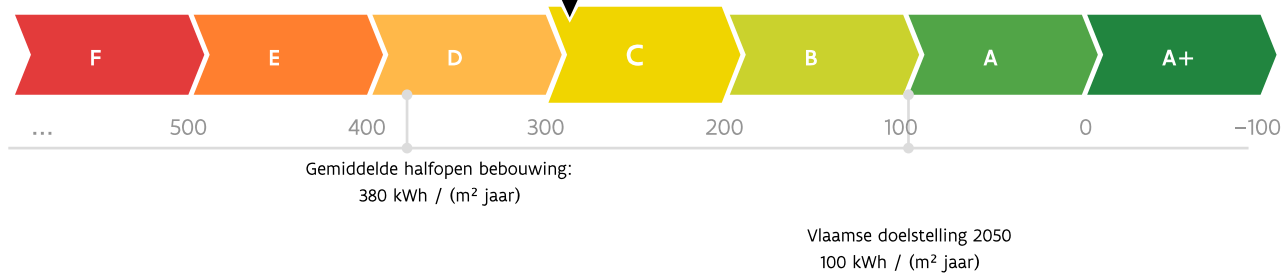 F E D C B A A+
... 500 400 300 200 100 0 −100
Gemiddelde halfopen bebouwing:
380 kWh / (m² jaar)
Vlaamse doelstelling 2050
100 kWh / (m² jaar)